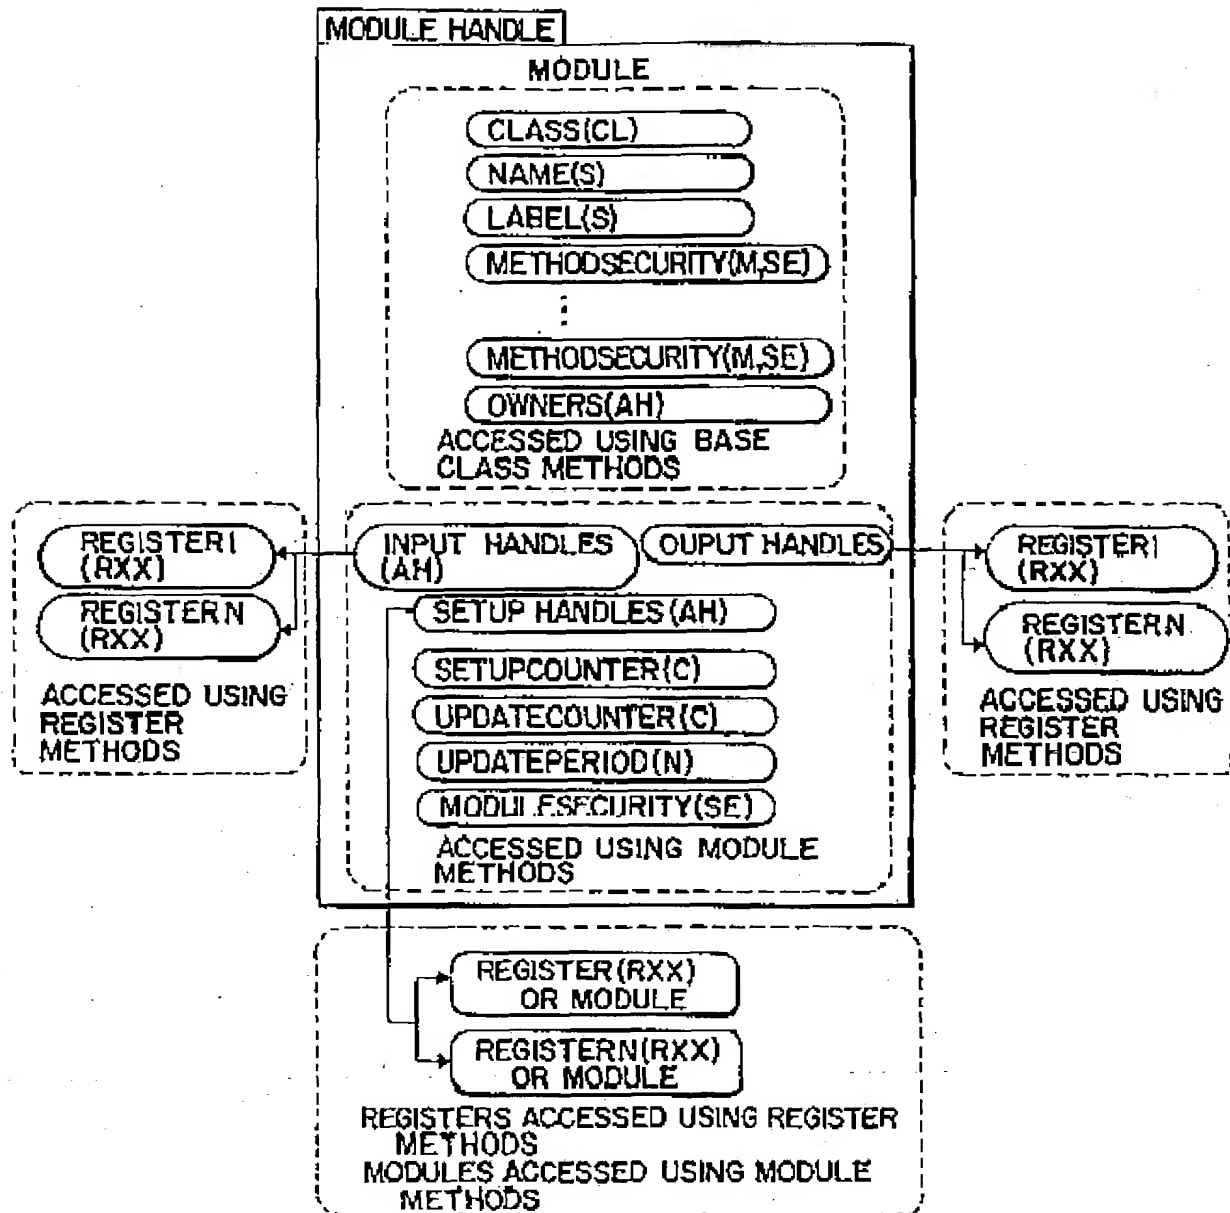 MODULE HANDLE
MODULE
CLASS(CL)
NAME(S)
LABEL(S)
METHODSECURITY(M,SE)
METHODSECURITY(M,SE)
OWNERS(AH)
ACCESSED USING BASE
CLASS METHODS
REGISTER1
(RXX)
REGISTERN
(RXX)
ACCESSED USING
REGISTER
METHODS
INPUT HANDLES
(AH)
OUPUT HANDLES
SETUP HANDLES(AH)
SETUPCOUNTER(C)
UPDATECOUNTER(C)
UPDATEPERIOD(N)
MODULESECURITY(SE)
ACCESSED USING MODULE
METHODS
REGISTER1
(RXX)
REGISTERN
(RXX)
ACCESSED USING
REGISTER
METHODS
REGISTER(RXX)
OR MODULE
REGISTERN(RXX)
OR MODULE
REGISTERS ACCESSED USING REGISTER
METHODS
MODULES ACCESSED USING MODULE
METHODS